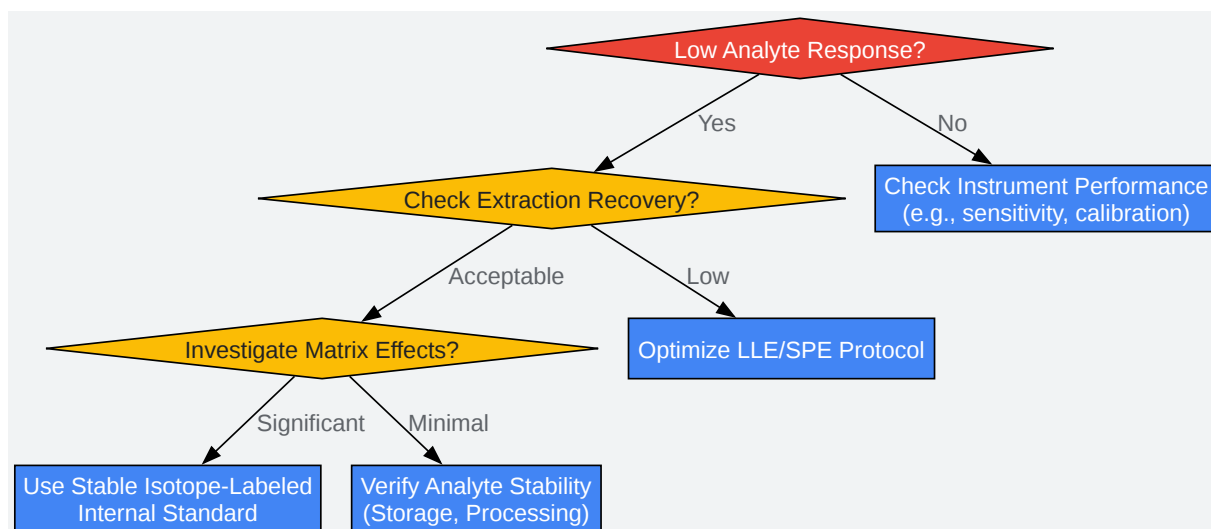 Low Analyte Response?
Yes
No
Check Extraction Recovery?
Check Instrument Performance
(e.g., sensitivity, calibration)
Acceptable
Low
Investigate Matrix Effects?
Optimize LLE/SPE Protocol
Significant
Minimal
Use Stable Isotope-Labeled
Internal Standard
Verify Analyte Stability
(Storage, Processing)